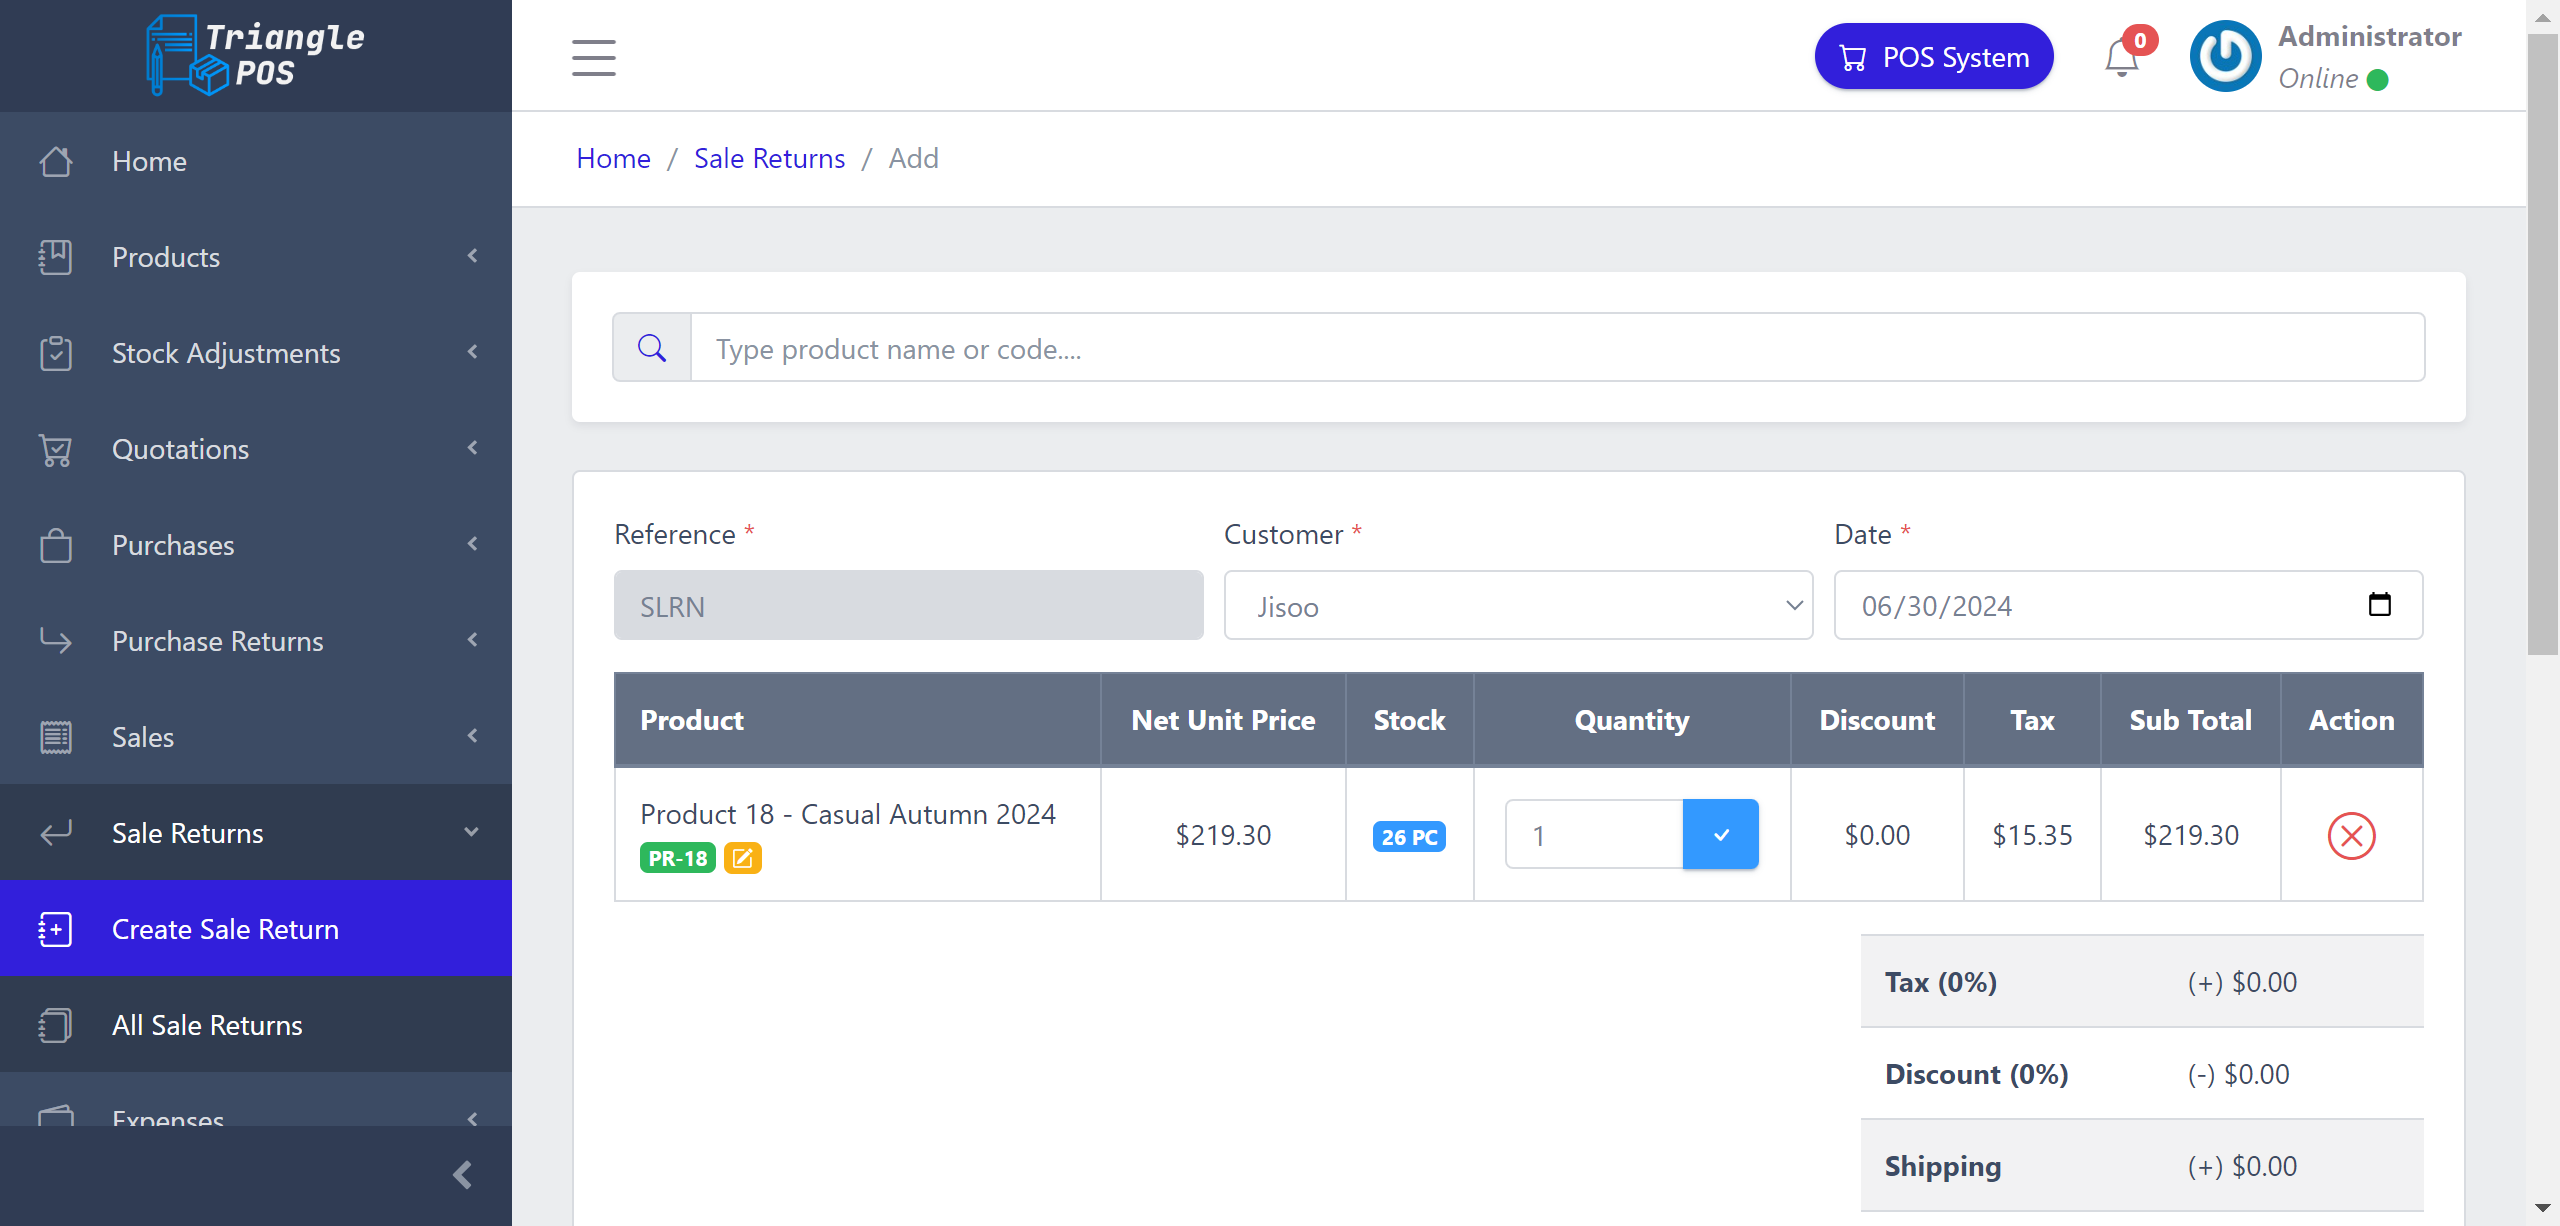 Triangle
POS
POS System
0
Administrator
Online
Home
Products
Stock Adjustments
Quotations
Purchases
Purchase Returns
Sales
Sale Returns
Create Sale Return
All Sale Returns
Expenses
Home / Sale Returns / Add
Type product name or code....
Reference * Customer * Date *
SLRN Jisoo 06/30/2024
Product Net Unit Price Stock Quantity Discount Tax Sub Total Action
Product 18 - Casual Autumn 2024
PR-18
$219.30 26 PC 1 $0.00 $15.35 $219.30
Tax (0%) (+) $0.00
Discount (0%) (-) $0.00
Shipping (+) $0.00